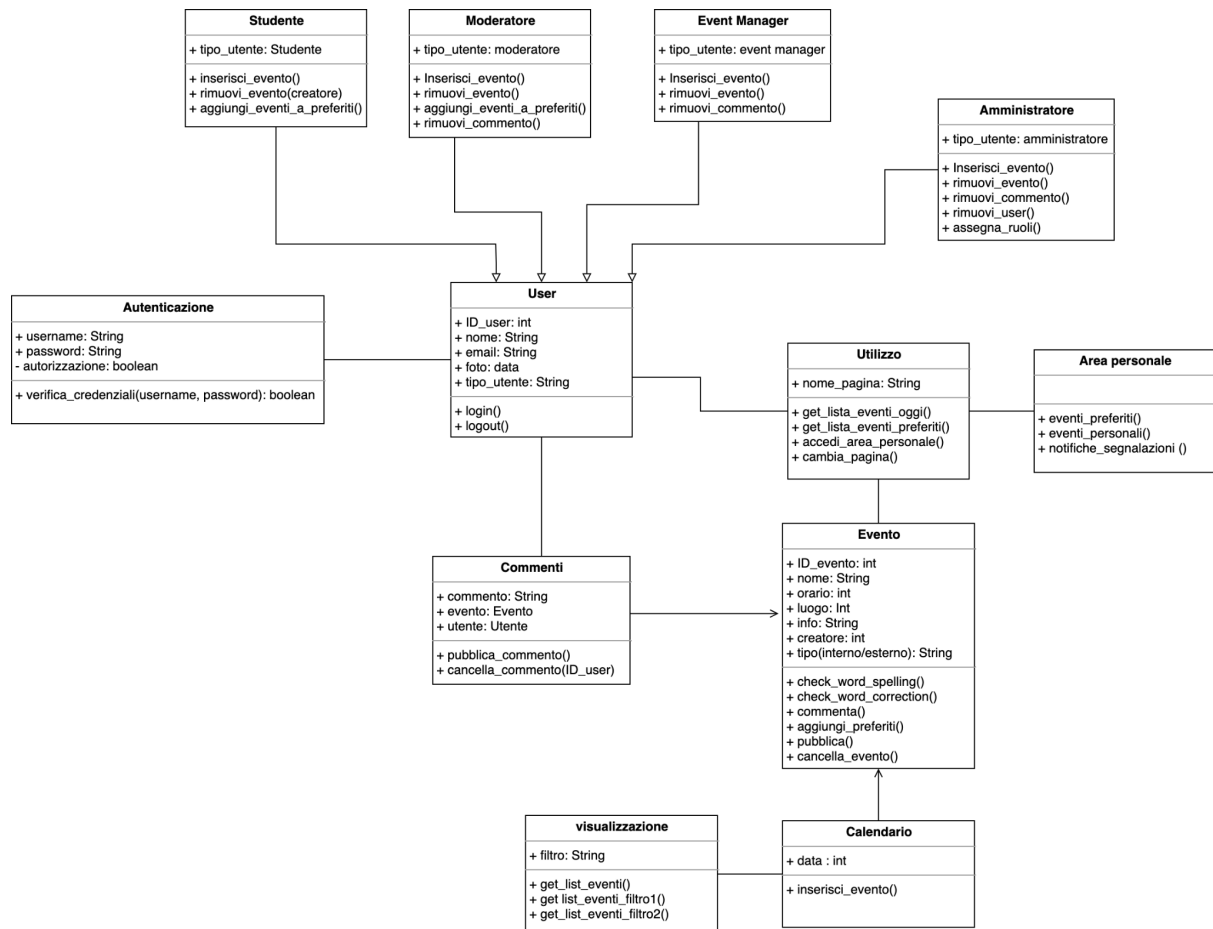 Studente
+ tipo_utente: Studente
+ inserisci_evento()
+ rimuovi_evento(creatore)
+ aggiungi_eventi_a_preferiti()
Moderatore
+ tipo_utente: moderatore
+ Inserisci_evento()
+ rimuovi_evento()
+ aggiungi_eventi_a_preferiti()
+ rimuovi_commento()
Event Manager
+ tipo_utente: event manager
+ Inserisci_evento()
+ rimuovi_evento()
+ rimuovi_commento()
Amministratore
+ tipo_utente: amministratore
+ Inserisci_evento()
+ rimuovi_evento()
+ rimuovi_commento()
+ rimuovi_user()
+ assegna_ruoli()
Autenticazione
+ username: String
+ password: String
- autorizzazione: boolean
+ verifica_credenziali(username, password): boolean
User
+ ID_user: int
+ nome: String
+ email: String
+ foto: data
+ tipo_utente: String
+ login()
+ logout()
Utilizzo
+ nome_pagina: String
+ get_lista_eventi_oggi()
+ get_lista_eventi_preferiti()
+ accedi_area_personale()
+ cambia_pagina()
Area personale
+ eventi_preferiti()
+ eventi_personali()
+ notifiche_segnalazioni ()
Commenti
+ commento: String
+ evento: Evento
+ utente: Utente
+ pubblica_commento()
+ cancella_commento(ID_user)
Evento
+ ID_evento: int
+ nome: String
+ orario: int
+ luogo: Int
+ info: String
+ creatore: int
+ tipo(interno/esterno): String
+ check_word_spelling()
+ check_word_correction()
+ commenta()
+ aggiungi_preferiti()
+ pubblica()
+ cancella_evento()
visualizzazione
+ filtro: String
+ get_list_eventi()
+ get list_eventi_filtro1()
+ get_list_eventi_filtro2()
Calendario
+ data : int
+ inserisci_evento()